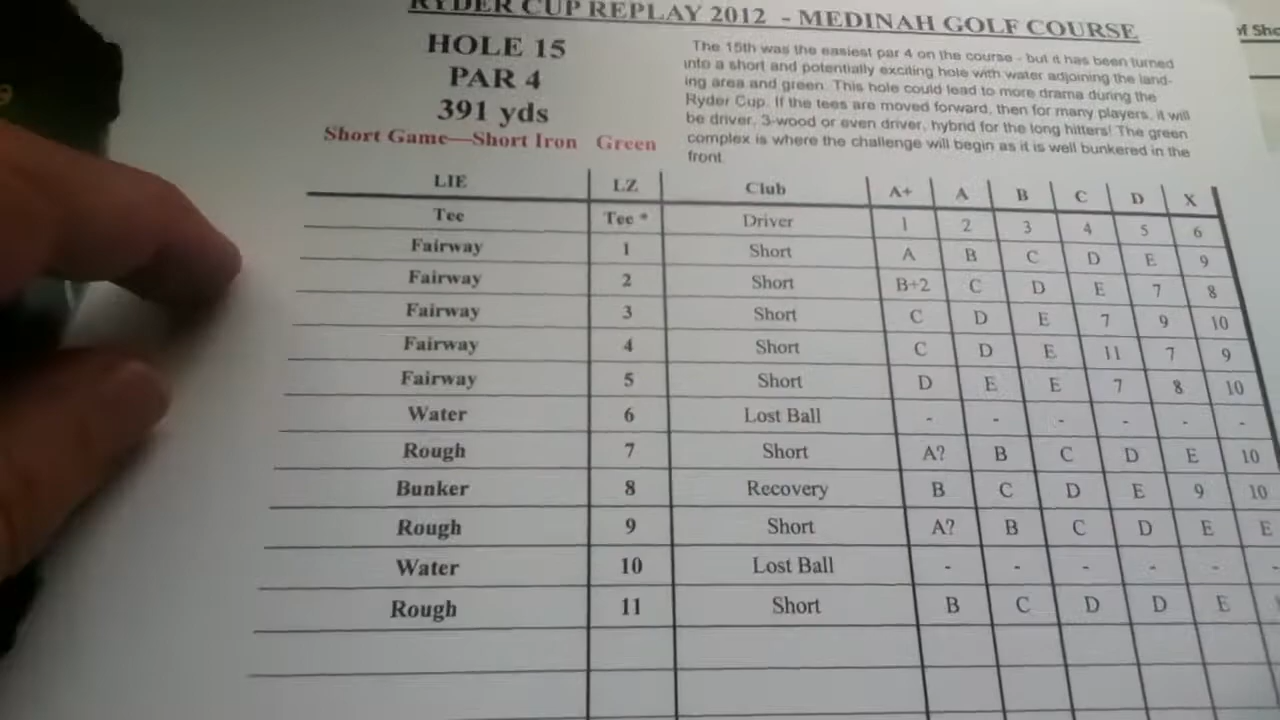 RYDER CUP REPLAY 2012 - MEDINAH GOLF COURSE
HOLE 15
PAR 4
391 yds
Short Game—Short Iron Green
The 15th was the easiest par 4 on the course - but it has been turned
into a short and potentially exciting hole with water adjoining the land-
ing area and green. This hole could lead to more drama during the
Ryder Cup. If the tees are moved forward, then for many players, it will
be driver, 3-wood or even driver, hybrid for the long hitters! The green
complex is where the challenge will begin as it is well bunkered in the
front.
LIE LZ Club A+ A B C D X
Tee Tee * Driver 1 2 3 4 5 6
Fairway 1 Short A B C D E 9
Fairway 2 Short B+2 C D E 7 8
Fairway 3 Short C D E 7 9 10
Fairway 4 Short C D E 11 7 9
Fairway 5 Short D E E 7 8 10
Water 6 Lost Ball - - - - - -
Rough 7 Short A? B C D E 10
Bunker 8 Recovery B C D E 9 10
Rough 9 Short A? B C D E E
Water 10 Lost Ball - - - - - -
Rough 11 Short B C D D E